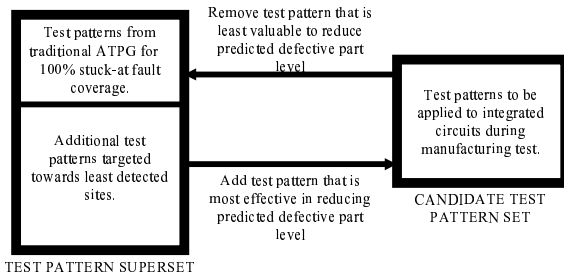 Test patterns from
traditional ATPG for
100% stuck-at fault
coverage.
Additional test
patterns targeted
towards least detected
sites.
TEST PATTERN SUPERSET
Remove test pattern that is
least valuable to reduce
predicted defective part
level
Add test pattern that is
most effective in reducing
predicted defective part
level
Test patterns to be
applied to integrated
circuits during
manufacturing test.
CANDIDATE TEST
PATTERN SET